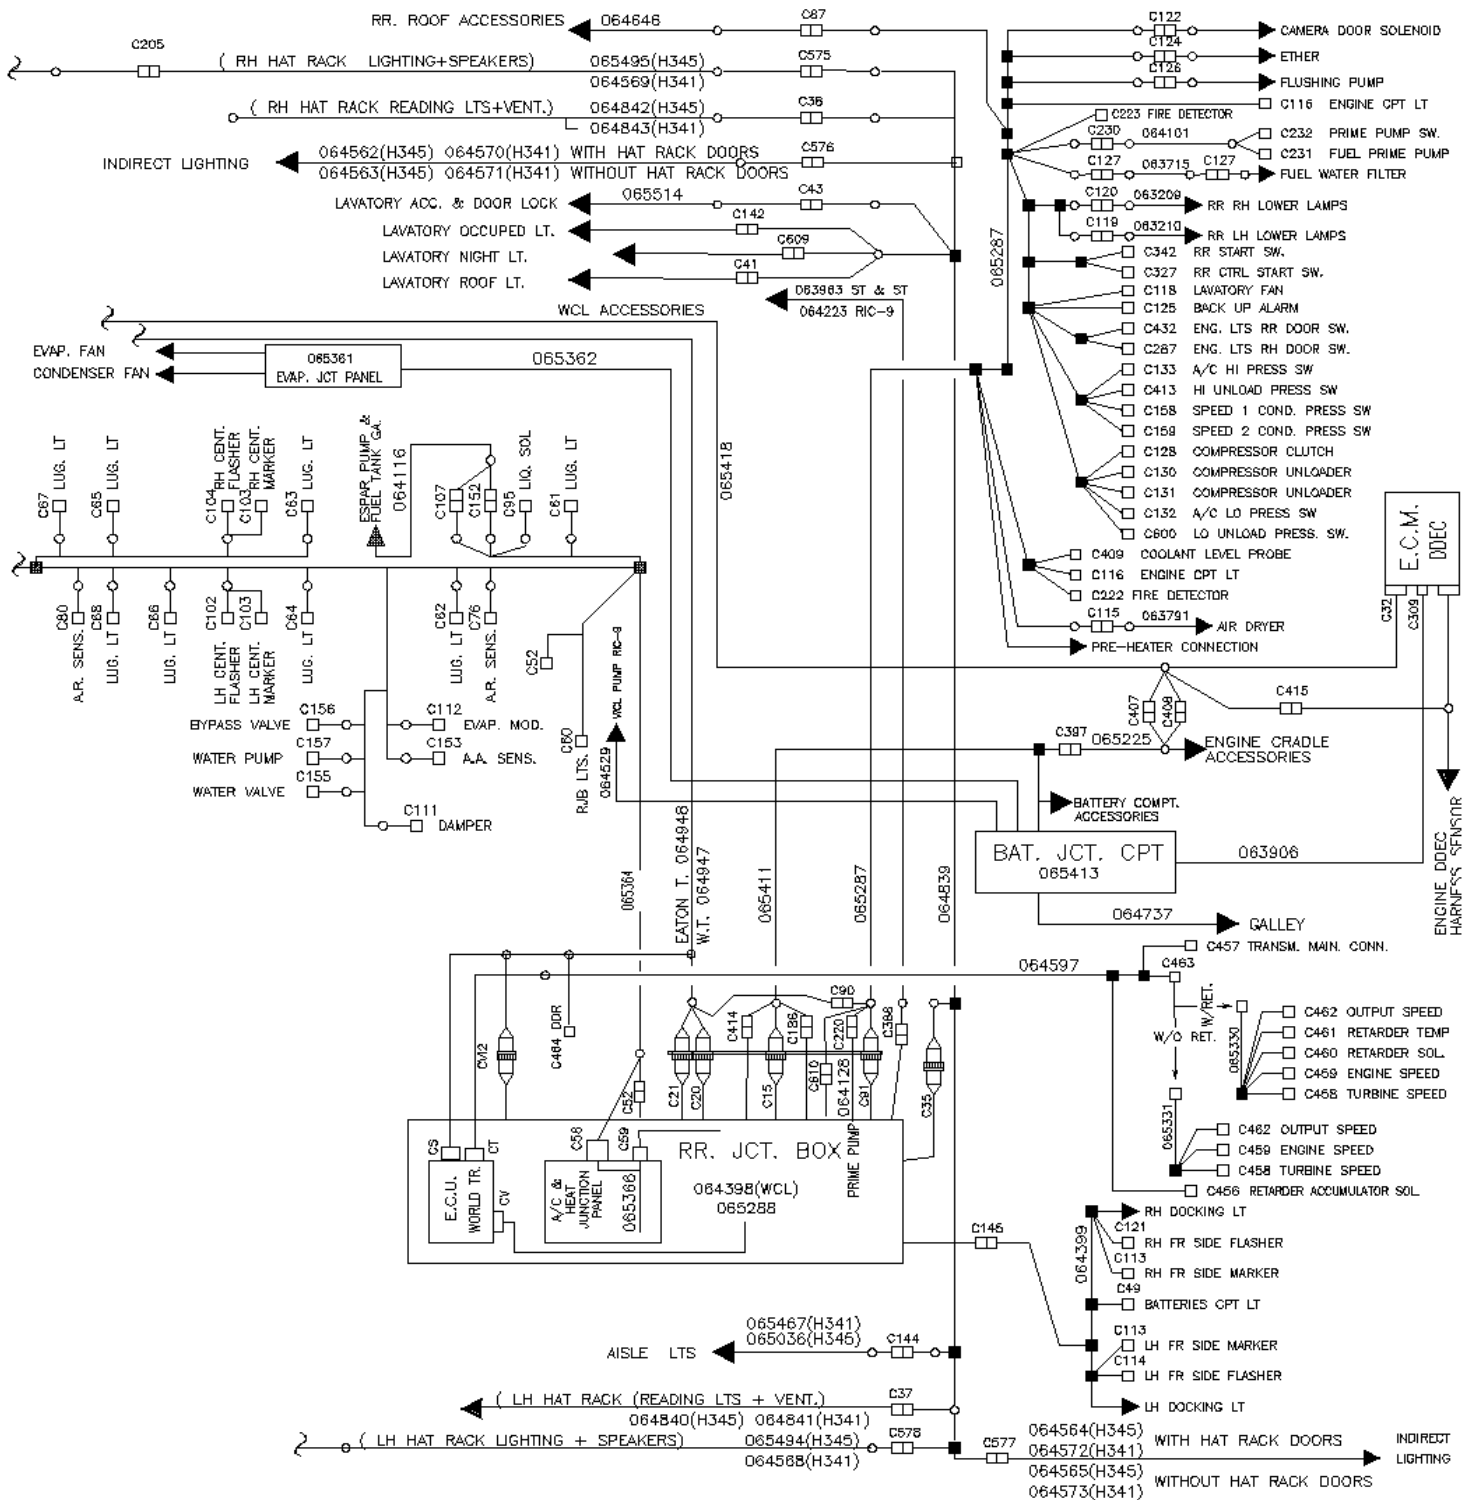 RR. ROOF ACCESSORIES 064646 C87
C205 ( RH HAT RACK LIGHTING+SPEAKERS) 065495(H345) C575
064569(H341)
( RH HAT RACK READING LTS+VENT.) 064842(H345) C36
064843(H341)
INDIRECT LIGHTING 064562(H345) 064570(H341) WITH HAT RACK DOORS C576
064563(H345) 064571(H341) WITHOUT HAT RACK DOORS
LAVATORY ACC. & DOOR LOCK 065514 C43
LAVATORY OCCUPED LT. C142
LAVATORY NIGHT LT. C609
LAVATORY ROOF LT. C41
063963 ST & ST
064223 RIC-9
WCL ACCESSORIES
C122 CAMERA DOOR SOLENOID
C124 ETHER
C126 FLUSHING PUMP
C116 ENGINE CPT LT
C223 FIRE DETECTOR
C230 064101 C232 PRIME PUMP SW.
C231 FUEL PRIME PUMP
C127 063715 C127 FUEL WATER FILTER
C120 063209 RR RH LOWER LAMPS
C119 063210 RR LH LOWER LAMPS
065287
C342 RR START SW.
C327 RR CTRL START SW.
C118 LAVATORY FAN
C125 BACK UP ALARM
C432 ENG. LTS RR DOOR SW.
C287 ENG. LTS RH DOOR SW.
C133 A/C HI PRESS SW
C413 HI UNLOAD PRESS SW
C158 SPEED 1 COND. PRESS SW
C159 SPEED 2 COND. PRESS SW
C128 COMPRESSOR CLUTCH
C130 COMPRESSOR UNLOADER
C131 COMPRESSOR UNLOADER
C132 A/C LO PRESS SW
C600 LO UNLOAD PRESS. SW.
C409 COOLANT LEVEL PROBE
C116 ENGINE CPT LT
C222 FIRE DETECTOR
C115 063791 AIR DRYER
PRE-HEATER CONNECTION
EVAP. FAN
CONDENSER FAN
065361
EVAP. JCT PANEL
065362
065418
C67 LUG. LT
C65 LUG. LT
C104 RH CENT. FLASHER
C103 RH CENT. MARKER
C63 LUG. LT
ESPAR PUMP &
FUEL TANK GA.
064116
C107
C152
C95 LIQ. SOL
C61 LUG. LT
C80 A.R. SENS.
C68 LUG. LT
C66 LUG. LT
C102 LH CENT. FLASHER
C103 LH CENT. MARKER
C64 LUG. LT
C62 LUG. LT
C76 A.R. SENS.
C52
C60 RJB LTS.
064529 WCL PUMP RIC-9
BYPASS VALVE C156
C112 EVAP. MOD.
WATER PUMP C157
C153 A.A. SENS.
WATER VALVE C155
C111 DAMPER
E.C.M.
DDEC
C32
C309
C407
C408
C415
C397 065225 ENGINE CRADLE
ACCESSORIES
BATTERY COMPT.
ACCESSORIES
BAT. JCT. CPT
065413
063906
064737 GALLEY
ENGINE DDEC
HARNESS SENSOR
065364
EATON T. 064948
W.T. 064947
065411
065287
064839
064597
C457 TRANSM. MAIN. CONN.
C463
W/RET.
W/O RET.
065330
C462 OUTPUT SPEED
C461 RETARDER TEMP
C460 RETARDER SOL.
C459 ENGINE SPEED
C458 TURBINE SPEED
065331
C462 OUTPUT SPEED
C459 ENGINE SPEED
C458 TURBINE SPEED
C456 RETARDER ACCUMULATOR SOL.
C464 DDR
C52
C21
C20
C414
C15
C186
C90
C610
C220
064128
C91
C388
C35
CS
CT
CV
E.C.U.
WORLD TR.
C58
C59
A/C &
HEAT
JUNCTION
PANEL
065366
RR. JCT. BOX
064398(WCL)
065288
PRIME PUMP
C145
064399
RH DOCKING LT
C121
RH FR SIDE FLASHER
C113
RH FR SIDE MARKER
C49
BATTERIES CPT LT
C113
LH FR SIDE MARKER
C114
LH FR SIDE FLASHER
LH DOCKING LT
065467(H341)
AISLE LTS 065036(H345) C144
( LH HAT RACK (READING LTS + VENT.) C37
064840(H345) 064841(H341)
( LH HAT RACK LIGHTING + SPEAKERS) 065494(H345) C578
064568(H341)
C577
064564(H345)
064572(H341) WITH HAT RACK DOORS
064565(H345)
064573(H341) WITHOUT HAT RACK DOORS
INDIRECT
LIGHTING